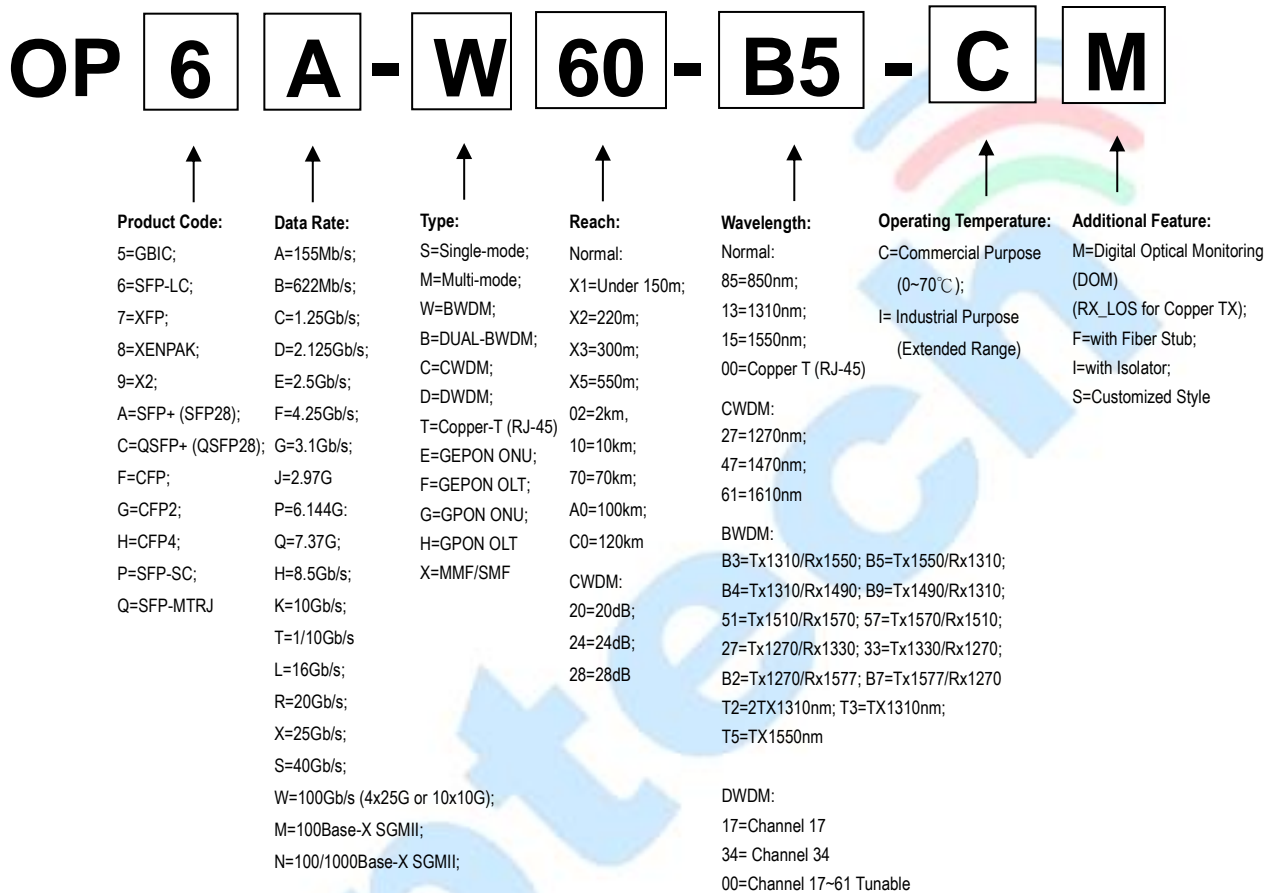 OP 6 A - W 60 - B5 - C M
Product Code:
5=GBIC;
6=SFP-LC;
7=XFP;
8=XENPAK;
9=X2;
A=SFP+ (SFP28);
C=QSFP+ (QSFP28);
F=CFP;
G=CFP2;
H=CFP4;
P=SFP-SC;
Q=SFP-MTRJ
Data Rate:
A=155Mb/s;
B=622Mb/s;
C=1.25Gb/s;
D=2.125Gb/s;
E=2.5Gb/s;
F=4.25Gb/s;
G=3.1Gb/s;
J=2.97G
P=6.144G:
Q=7.37G;
H=8.5Gb/s;
K=10Gb/s;
T=1/10Gb/s
L=16Gb/s;
R=20Gb/s;
X=25Gb/s;
S=40Gb/s;
W=100Gb/s (4x25G or 10x10G);
M=100Base-X SGMII;
N=100/1000Base-X SGMII;
Type:
S=Single-mode;
M=Multi-mode;
W=BWDM;
B=DUAL-BWDM;
C=CWDM;
D=DWDM;
T=Copper-T (RJ-45)
E=GEPON ONU;
F=GEPON OLT;
G=GPON ONU;
H=GPON OLT
X=MMF/SMF
Reach:
Normal:
X1=Under 150m;
X2=220m;
X3=300m;
X5=550m;
02=2km,
10=10km;
70=70km;
A0=100km;
C0=120km
CWDM:
20=20dB;
24=24dB;
28=28dB
Wavelength:
Normal:
85=850nm;
13=1310nm;
15=1550nm;
00=Copper T (RJ-45)
CWDM:
27=1270nm;
47=1470nm;
61=1610nm
BWDM:
B3=Tx1310/Rx1550; B5=Tx1550/Rx1310;
B4=Tx1310/Rx1490; B9=Tx1490/Rx1310;
51=Tx1510/Rx1570; 57=Tx1570/Rx1510;
27=Tx1270/Rx1330; 33=Tx1330/Rx1270;
B2=Tx1270/Rx1577; B7=Tx1577/Rx1270
T2=2TX1310nm; T3=TX1310nm;
T5=TX1550nm
DWDM:
17=Channel 17
34= Channel 34
00=Channel 17~61 Tunable
Operating Temperature:
C=Commercial Purpose
(0~70℃);
I= Industrial Purpose
(Extended Range)
Additional Feature:
M=Digital Optical Monitoring
(DOM)
(RX_LOS for Copper TX);
F=with Fiber Stub;
I=with Isolator;
S=Customized Style